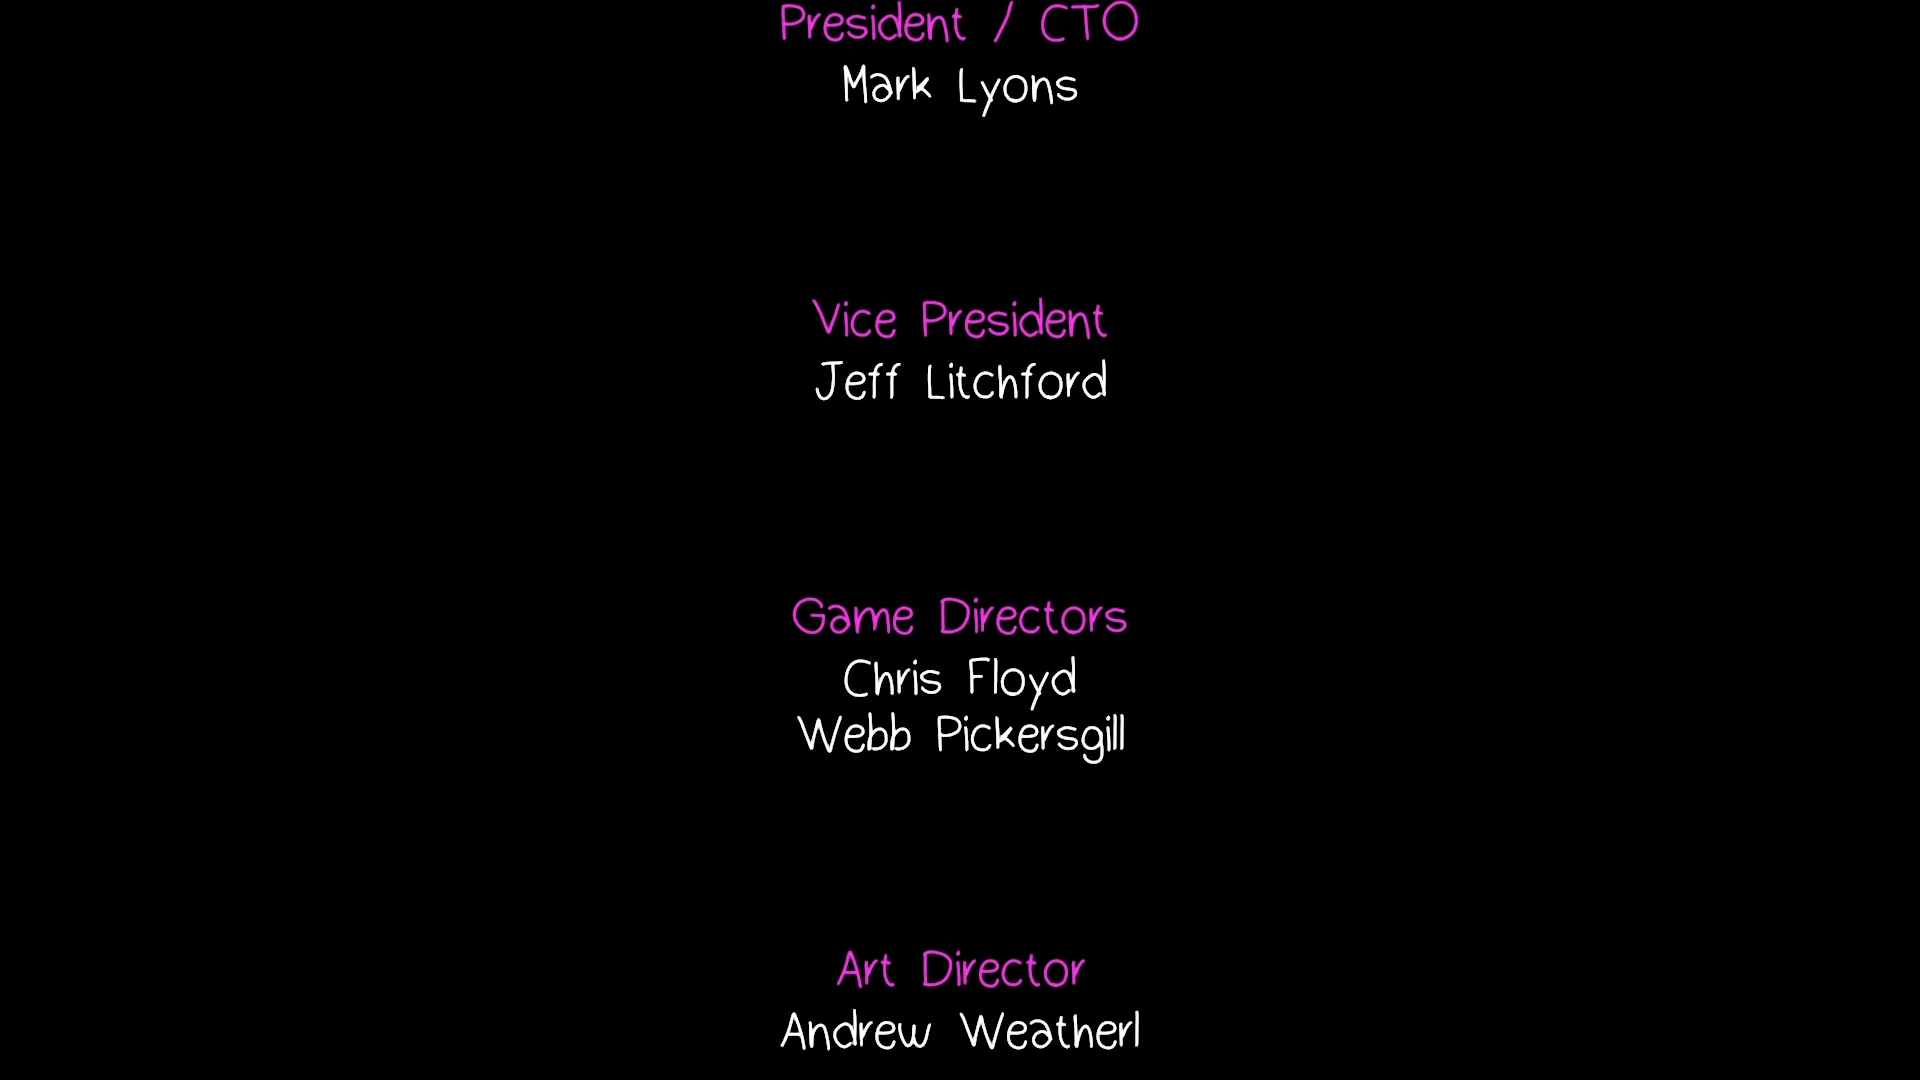 President / CTO
Mark Lyons
Vice President
Jeff Litchford
Game Directors
Chris Floyd
Webb Pickersgill
Art Director
Andrew Weatherl